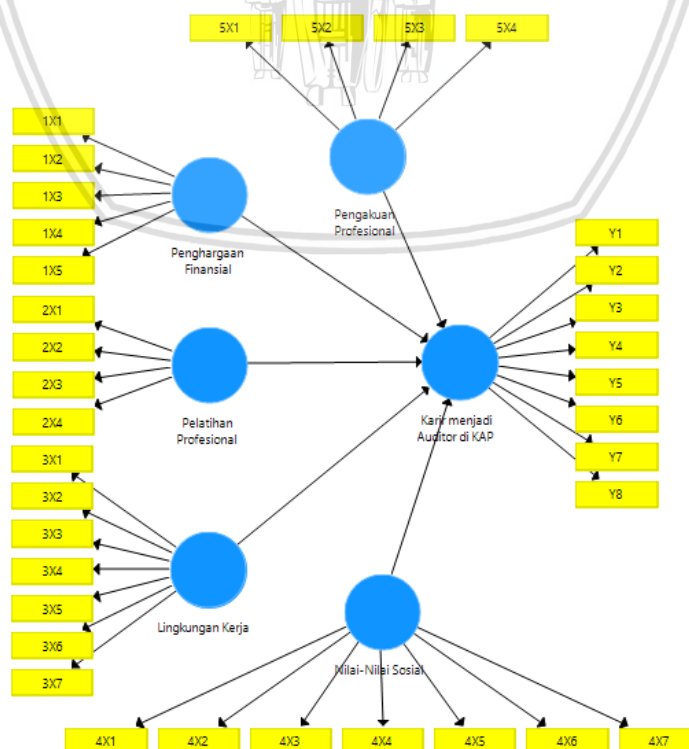 5X1
5X2
5X3
5X4
1X1
1X2
1X3
1X4
1X5
Penghargaan
Finansial
Pengakuan
Profesional
2X1
2X2
2X3
2X4
Pelatihan
Profesional
Karir menjadi
Auditor di KAP
Y1
Y2
Y3
Y4
Y5
Y6
Y7
Y8
3X1
3X2
3X3
3X4
3X5
3X6
3X7
Lingkungan Kerja
Nilai-Nilai Sosial
4X1
4X2
4X3
4X4
4X5
4X6
4X7